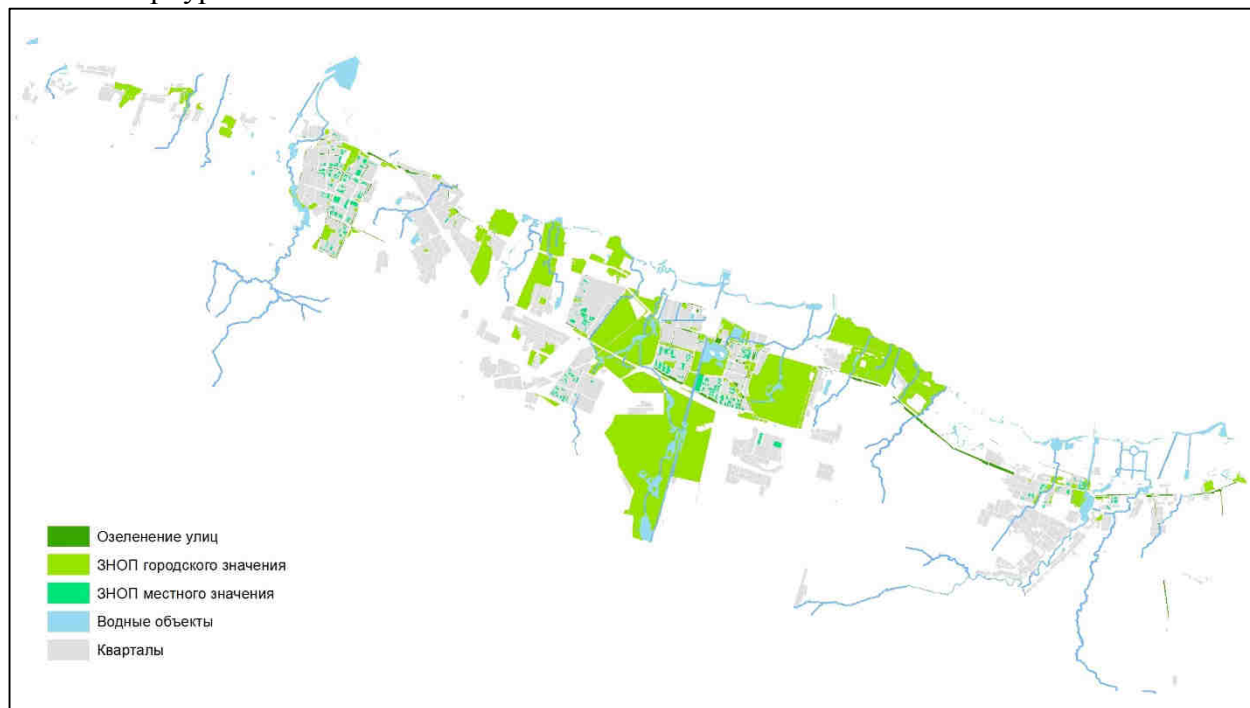 Озеленение улиц
ЗНОП городского значения
ЗНОП местного значения
Водные объекты
Кварталы